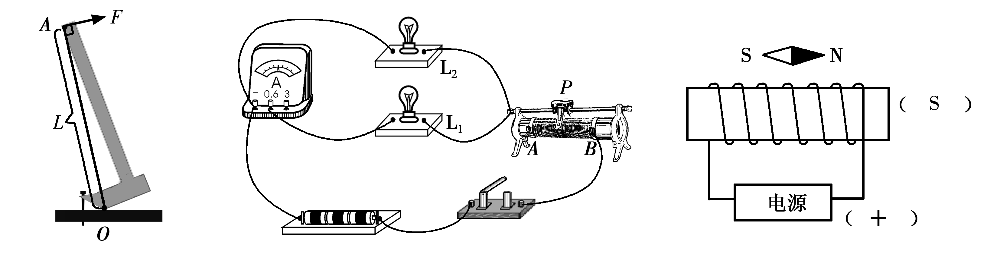 A
F
L
O
A
− 0.6 3
L₂
L₁
P
A
B
S
N
( S )
电源
( + )